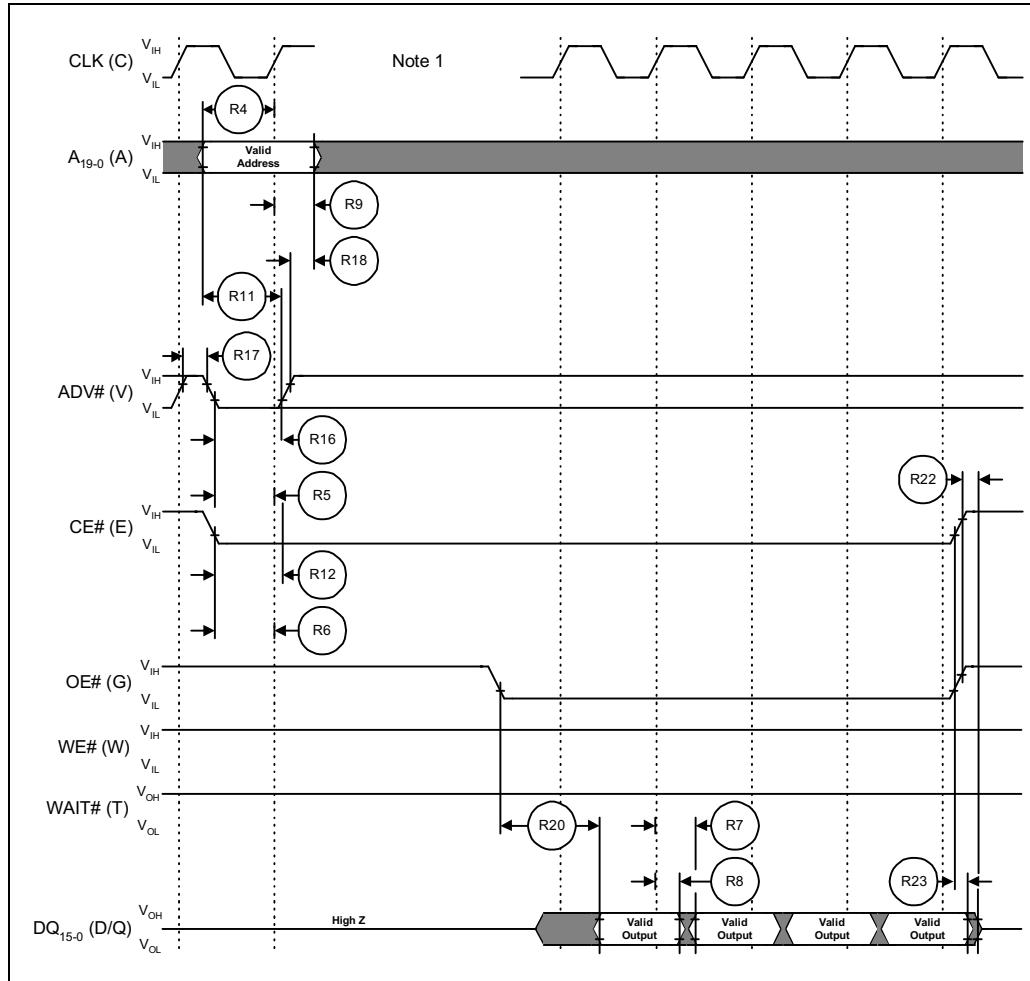 V_IH
CLK (C)
Note 1
V_IL
R4
V_IH
A_19-0 (A)
Valid
Address
V_IL
R9
R18
R11
R17
V_IH
ADV# (V)
V_IL
R16
R22
R5
V_IH
CE# (E)
V_IL
R12
R6
V_IH
OE# (G)
V_IL
V_IH
WE# (W)
V_IL
V_OH
WAIT# (T)
V_OL
R20
R7
R23
R8
V_OH
High Z
DQ_15-0 (D/Q)
V_OL
Valid
Output
Valid
Output
Valid
Output
Valid
Output